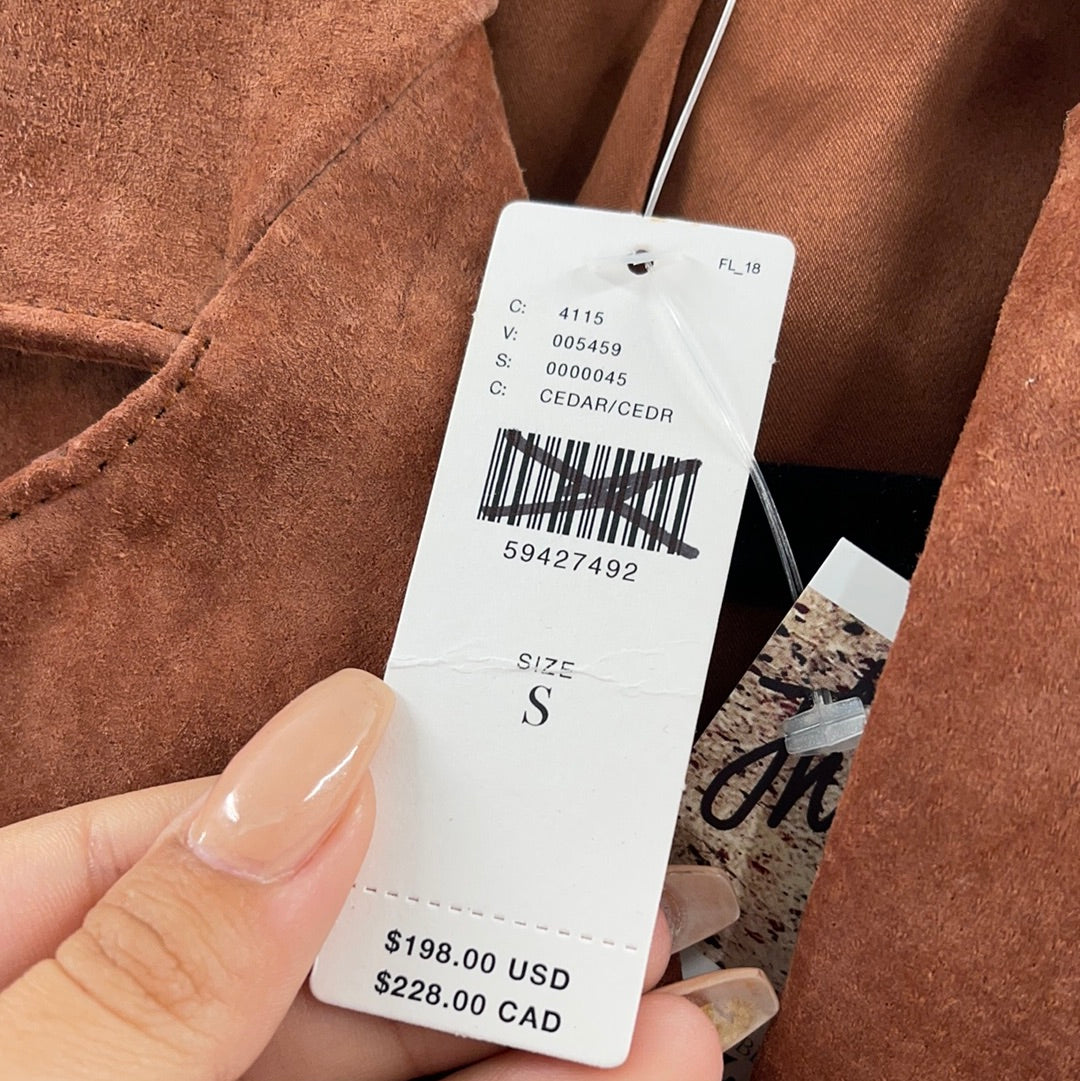 FL_18
C: 4115
V: 005459
S: 0000045
C: CEDAR/CEDR
59427492
SIZE
S
$198.00 USD
$228.00 CAD